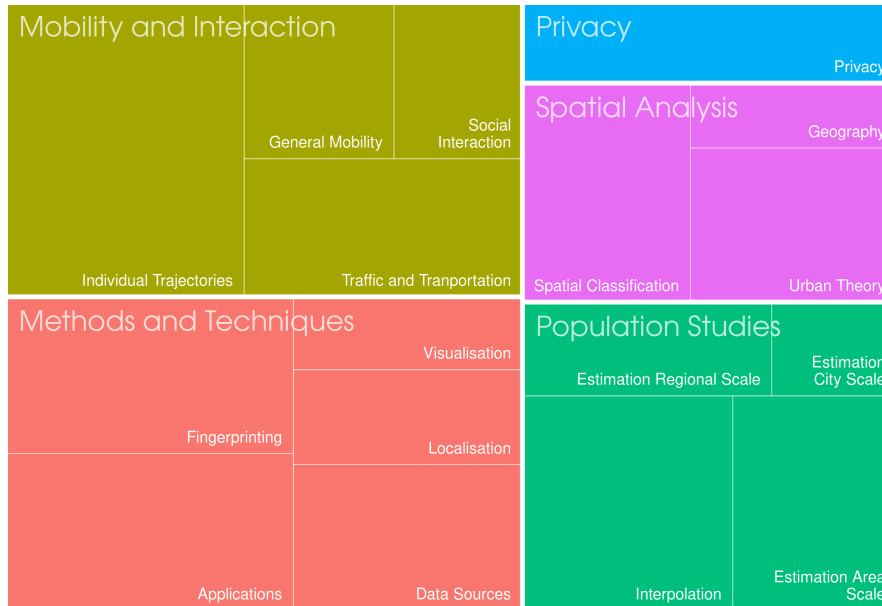 Mobility and Interaction
General Mobility
Social
Interaction
Individual Trajectories
Traffic and Tranportation
Privacy
Privacy
Spatial Analysis
Geography
Spatial Classification
Urban Theory
Methods and Techniques
Visualisation
Fingerprinting
Localisation
Applications
Data Sources
Population Studies
Estimation Regional Scale
Estimation
City Scale
Interpolation
Estimation Area
Scale